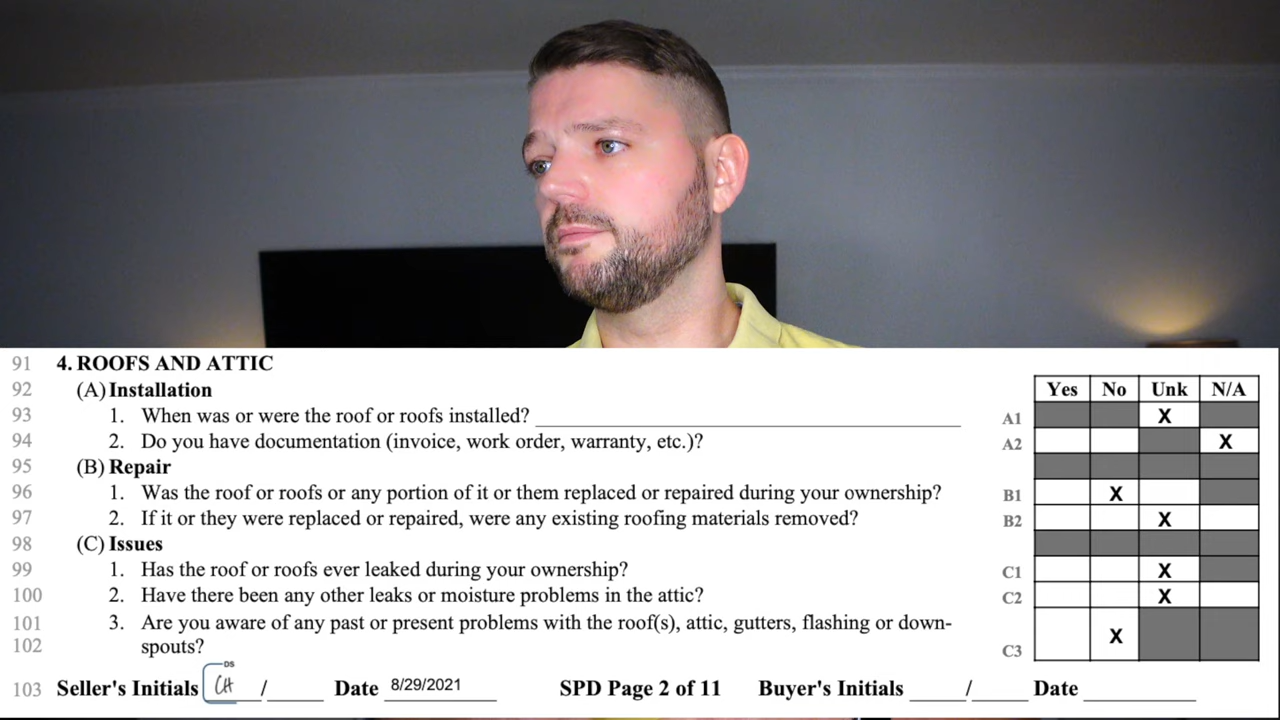 91 4. ROOFS AND ATTIC
92 (A) Installation Yes No Unk N/A
93 1. When was or were the roof or roofs installed? A1 X
94 2. Do you have documentation (invoice, work order, warranty, etc.)? A2 X
95 (B) Repair
96 1. Was the roof or roofs or any portion of it or them replaced or repaired during your ownership? B1 X
97 2. If it or they were replaced or repaired, were any existing roofing materials removed? B2 X
98 (C) Issues
99 1. Has the roof or roofs ever leaked during your ownership? C1 X
100 2. Have there been any other leaks or moisture problems in the attic? C2 X
101 3. Are you aware of any past or present problems with the roof(s), attic, gutters, flashing or down-
102 spouts? C3 X
DS
103 Seller's Initials CH / Date 8/29/2021 SPD Page 2 of 11 Buyer's Initials / Date